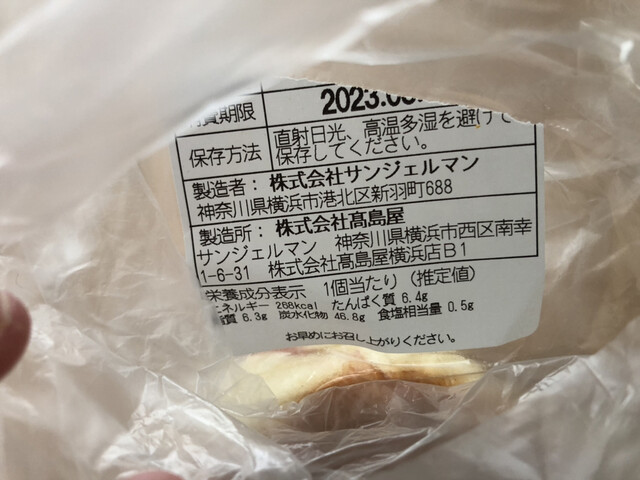 費期限 2023.0
保存方法 直射日光、高温多湿を避けて
保存してください。
製造者: 株式会社サンジェルマン
神奈川県横浜市港北区新羽町688
製造所: 株式会社髙島屋
サンジェルマン 神奈川県横浜市西区南幸
1-6-31 株式会社髙島屋横浜店B1
栄養成分表示 1個当たり (推定値)
エネルギー 268kcal たんぱく質 6.4g
質 6.3g 炭水化物 46.8g 食塩相当量 0.5g
お早めにお召し上がりください。